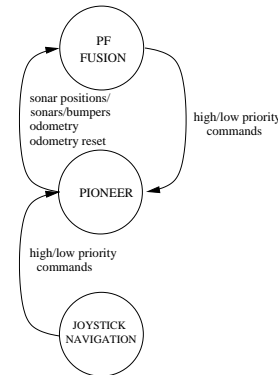 PF
FUSION
sonar positions/
sonars/bumpers
odometry
odometry reset
high/low priority
commands
PIONEER
high/low priority
commands
JOYSTICK
NAVIGATION